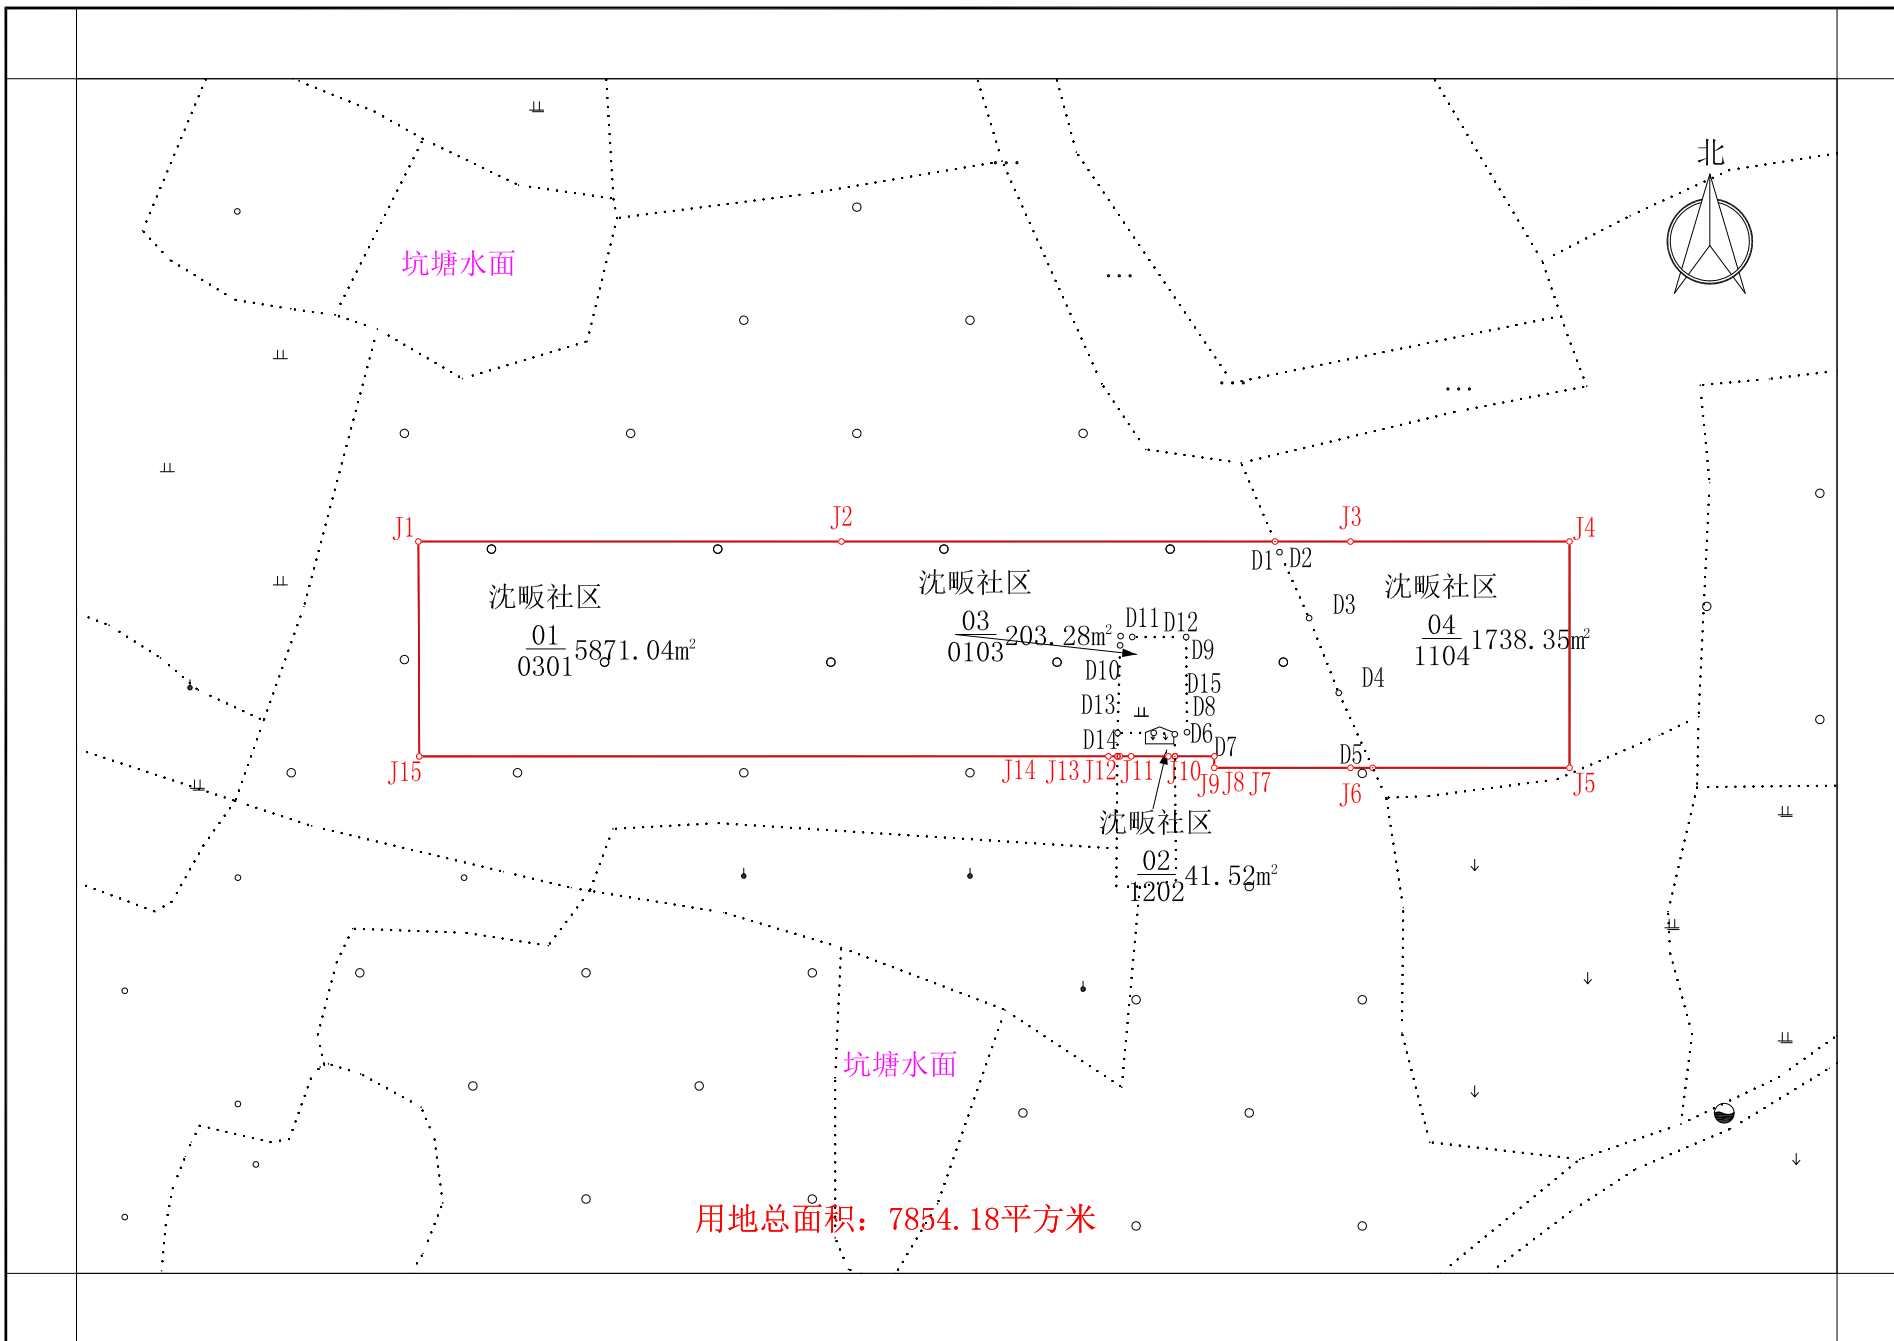 北
坑塘水面
J1
J2
J3
J4
D1
D2
沈畈社区
01
0301
5871.04m²
沈畈社区
03
0103
203.28m²
沈畈社区
04
1104
1738.35m²
D3
D11
D12
D9
D10
D4
D15
D13
D8
D6
D14
D7
D5
J15
J14
J13
J12
J11
J10
J9
J8
J7
J6
J5
沈畈社区
02
1202
41.52m²
坑塘水面
用地总面积：7854.18平方米